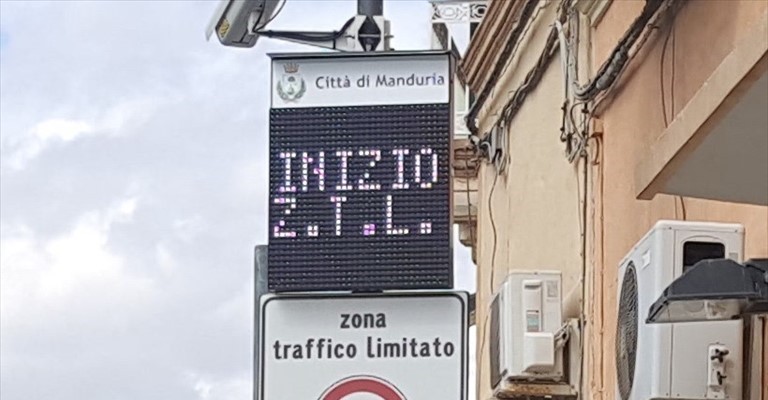 Città di Manduria
INIZIO
Z.T.L.
zona
traffico limitato